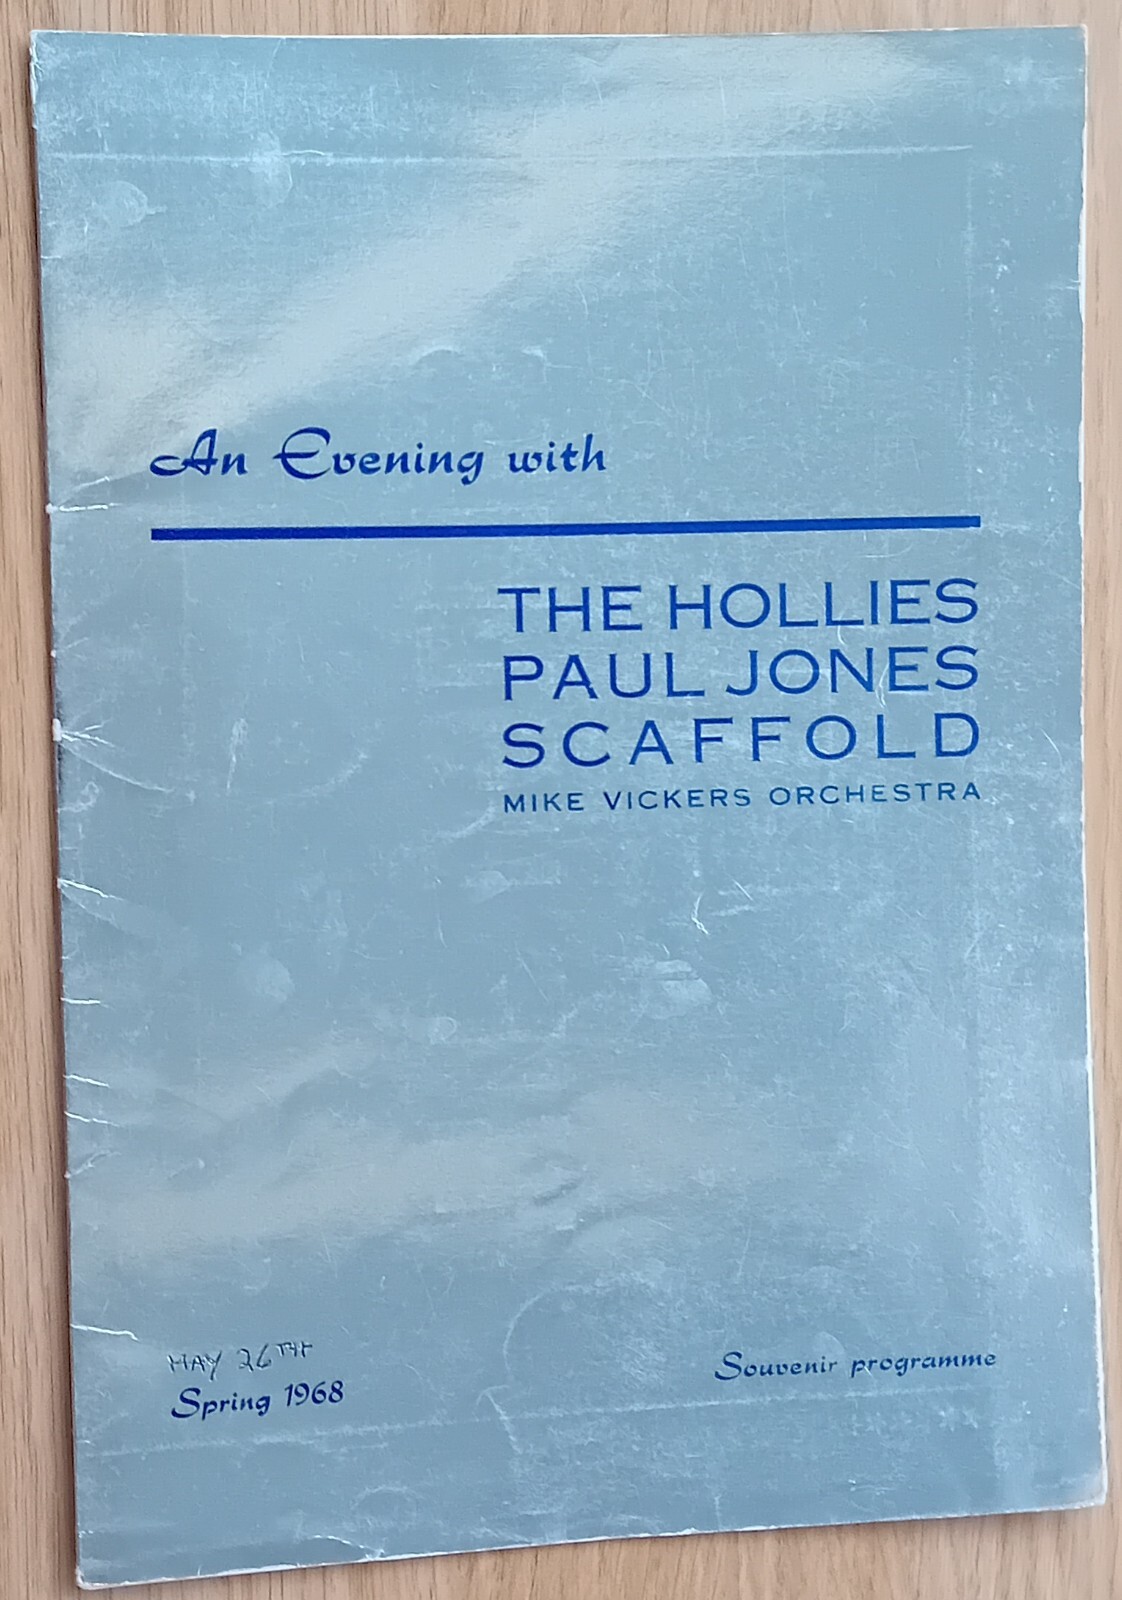 An Evening with
THE HOLLIES
PAUL JONES
SCAFFOLD
MIKE VICKERS ORCHESTRA
MAY 26TH
Spring 1968
Souvenir programme